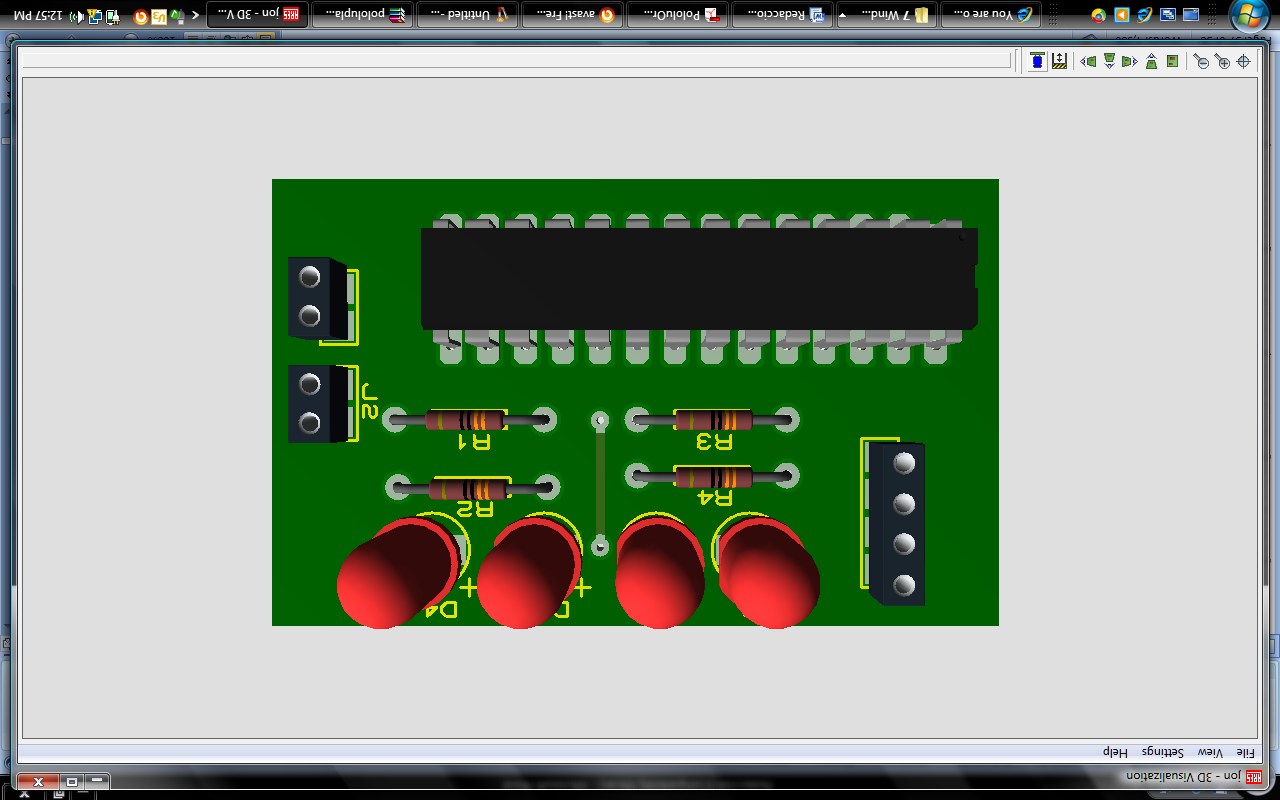 jon - 3D Visualization
File View Settings Help
D4
R2
R4
R3 R1
J2
You are o...
7 Wind...
Redaccio...
PololuOr...
avast! Fre...
Untitled - ...
pololupla...
jon - 3D V...
12:57 PM